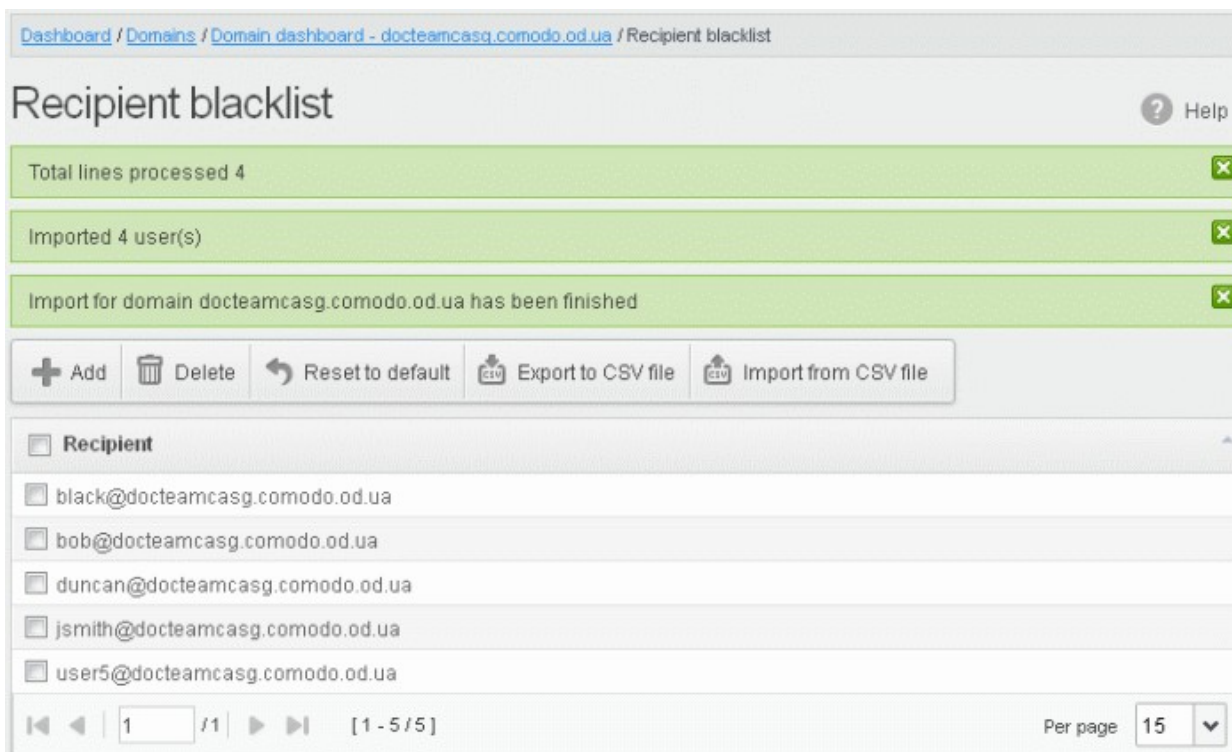 Dashboard / Domains / Domain dashboard - docteamcasg.comodo.od.ua / Recipient blacklist
Recipient blacklist
Help
Total lines processed 4
Imported 4 user(s)
Import for domain docteamcasg.comodo.od.ua has been finished
Add Delete Reset to default CSV Export to CSV file CSV Import from CSV file
Recipient
black@docteamcasg.comodo.od.ua
bob@docteamcasg.comodo.od.ua
duncan@docteamcasg.comodo.od.ua
jsmith@docteamcasg.comodo.od.ua
user5@docteamcasg.comodo.od.ua
1 /1 [1 - 5 / 5] Per page 15